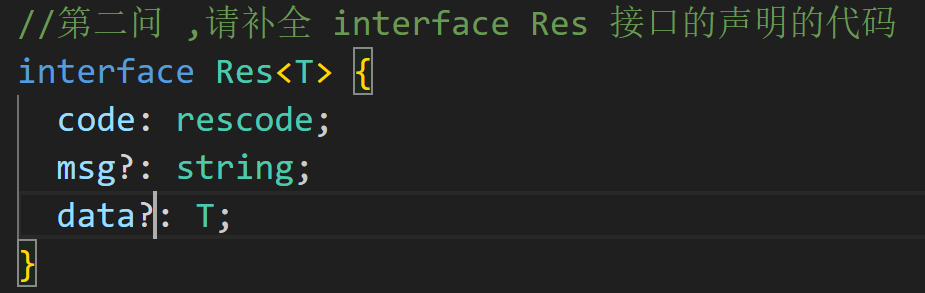 //第二问 ,请补全 interface Res 接口的声明的代码
interface Res<T> {
code: rescode;
msg?: string;
data?: T;
}